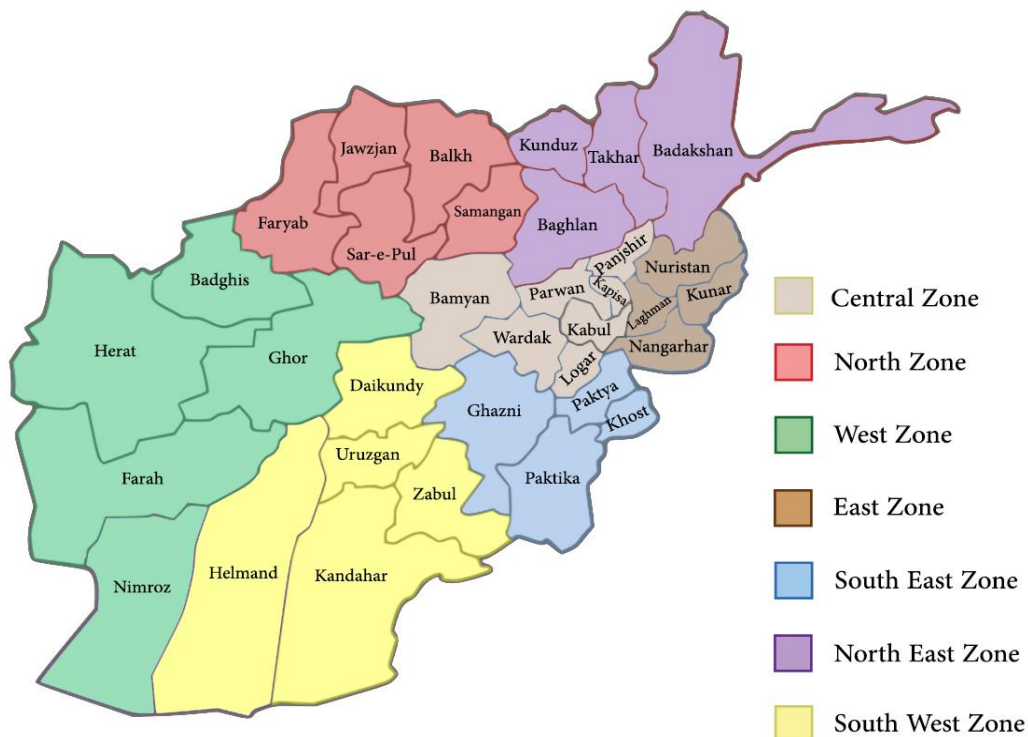 Jawzjan
Balkh
Kunduz
Takhar
Badakshan
Faryab
Samangan
Baghlan
Sar-e-Pul
Panjshir
Nuristan
Badghis
Bamyan
Parwan
Kapisa
Kunar
Laghman
Herat
Ghor
Wardak
Kabul
Nangarhar
Logar
Daikundy
Ghazni
Paktya
Khost
Uruzgan
Farah
Zabul
Paktika
Nimroz
Helmand
Kandahar
Central Zone
North Zone
West Zone
East Zone
South East Zone
North East Zone
South West Zone